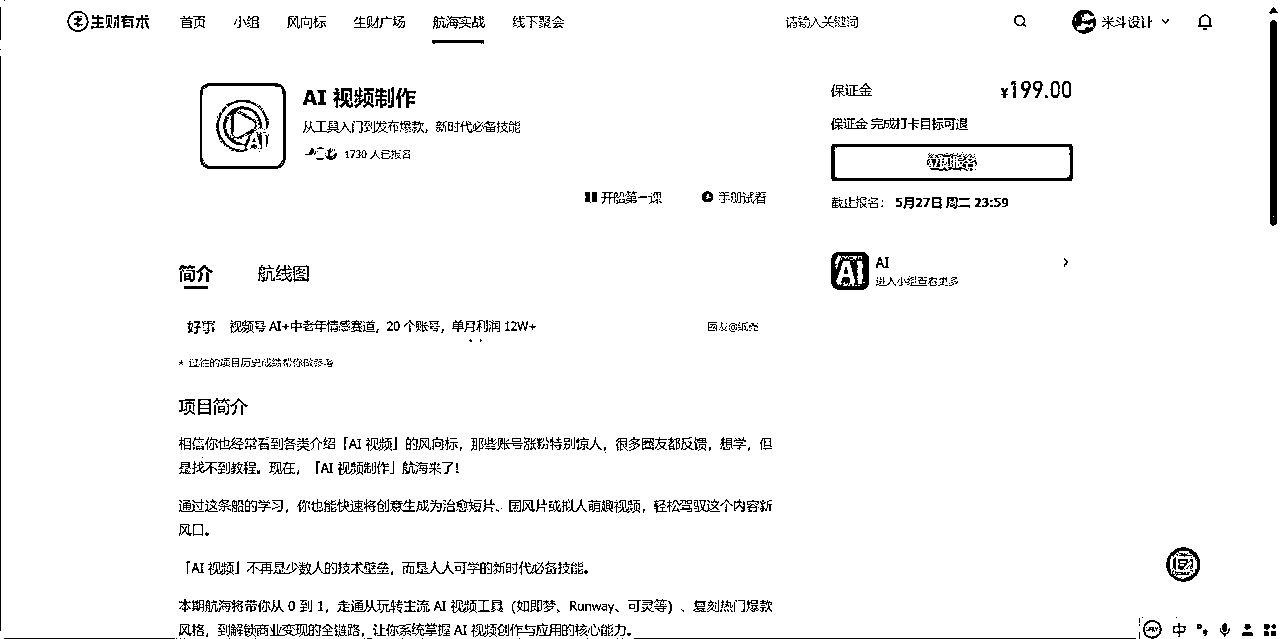 生财有术 首页 小组 风向标 生财广场 航海实战 线下聚会 请输入关键词 米斗设计
AI 视频制作
从工具入门到发布爆款，新时代必备技能
1730 人已报名
开船第一课 手册试看
保证金 ¥199.00
保证金 完成打卡目标可退
立即报名
截止报名： 5月27日 周二 23:59
AI
进入小组查看更多
简介 航线图
好事 视频号 AI+中老年情感赛道，20 个账号，单月利润 12W+
* 过往的项目历史成绩帮你做参考
项目简介
相信你也经常看到各类介绍「AI 视频」的风向标，那些账号涨粉特别惊人，很多圈友都反馈，想学，但
是找不到教程。现在，「AI 视频制作」航海来了！
通过这条船的学习，你也能快速将创意生成为治愈短片、国风片或拟人萌趣视频，轻松驾驭这个内容新
风口。
「AI 视频」不再是少数人的技术壁垒，而是人人可学的新时代必备技能。
本期航海将带你从 0 到 1，走通从玩转主流 AI 视频工具（如即梦、Runway、可灵等）、复刻热门爆款
风格，到解锁商业变现的全链路，让你系统掌握 AI 视频创作与应用的核心能力。
中